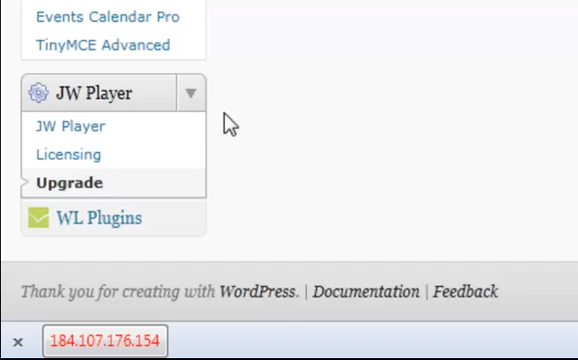 Events Calendar Pro
TinyMCE Advanced
JW Player
JW Player
Licensing
Upgrade
WL Plugins
Thank you for creating with WordPress. | Documentation | Feedback
184.107.176.154